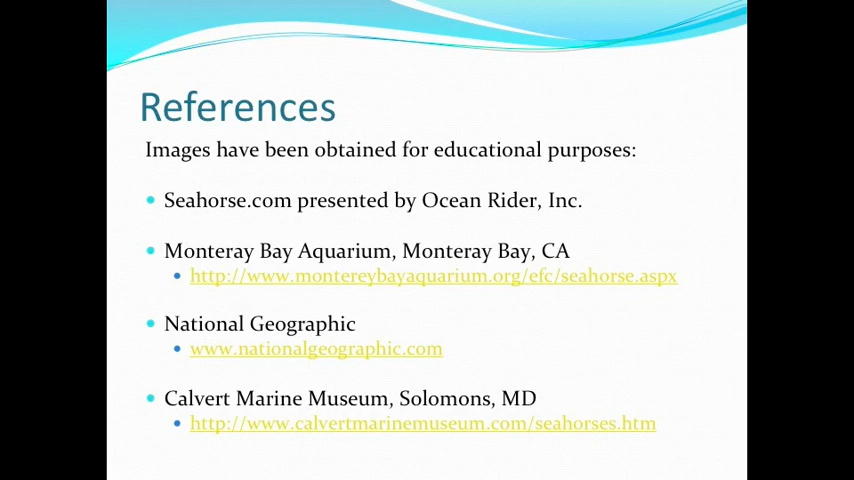 References
Images have been obtained for educational purposes:
Seahorse.com presented by Ocean Rider, Inc.
Monteray Bay Aquarium, Monteray Bay, CA
http://www.montereybayaquarium.org/efc/seahorse.aspx
National Geographic
www.nationalgeographic.com
Calvert Marine Museum, Solomons, MD
http://www.calvertmarinemuseum.com/seahorses.htm